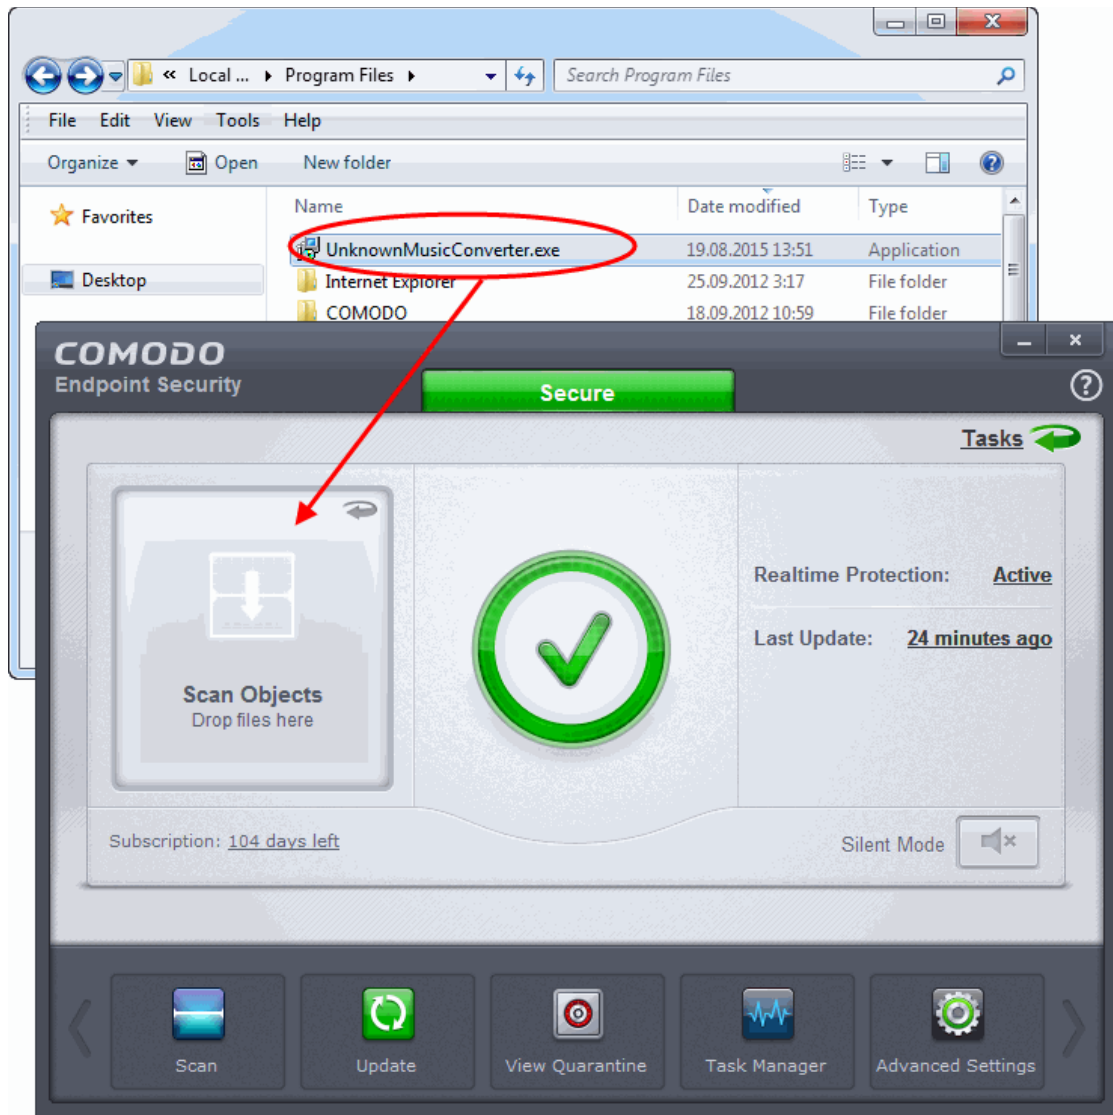 « Local ... ▸ Program Files ▸ Search Program Files
File Edit View Tools Help
Organize Open New folder
Name Date modified Type
Favorites
UnknownMusicConverter.exe 19.08.2015 13:51 Application
Desktop Internet Explorer 25.09.2012 3:17 File folder
COMODO 18.09.2012 10:59 File folder
COMODO
Endpoint Security
Secure
?
Tasks
Realtime Protection: Active
Last Update: 24 minutes ago
Scan Objects
Drop files here
Subscription: 104 days left
Silent Mode
Scan Update View Quarantine Task Manager Advanced Settings